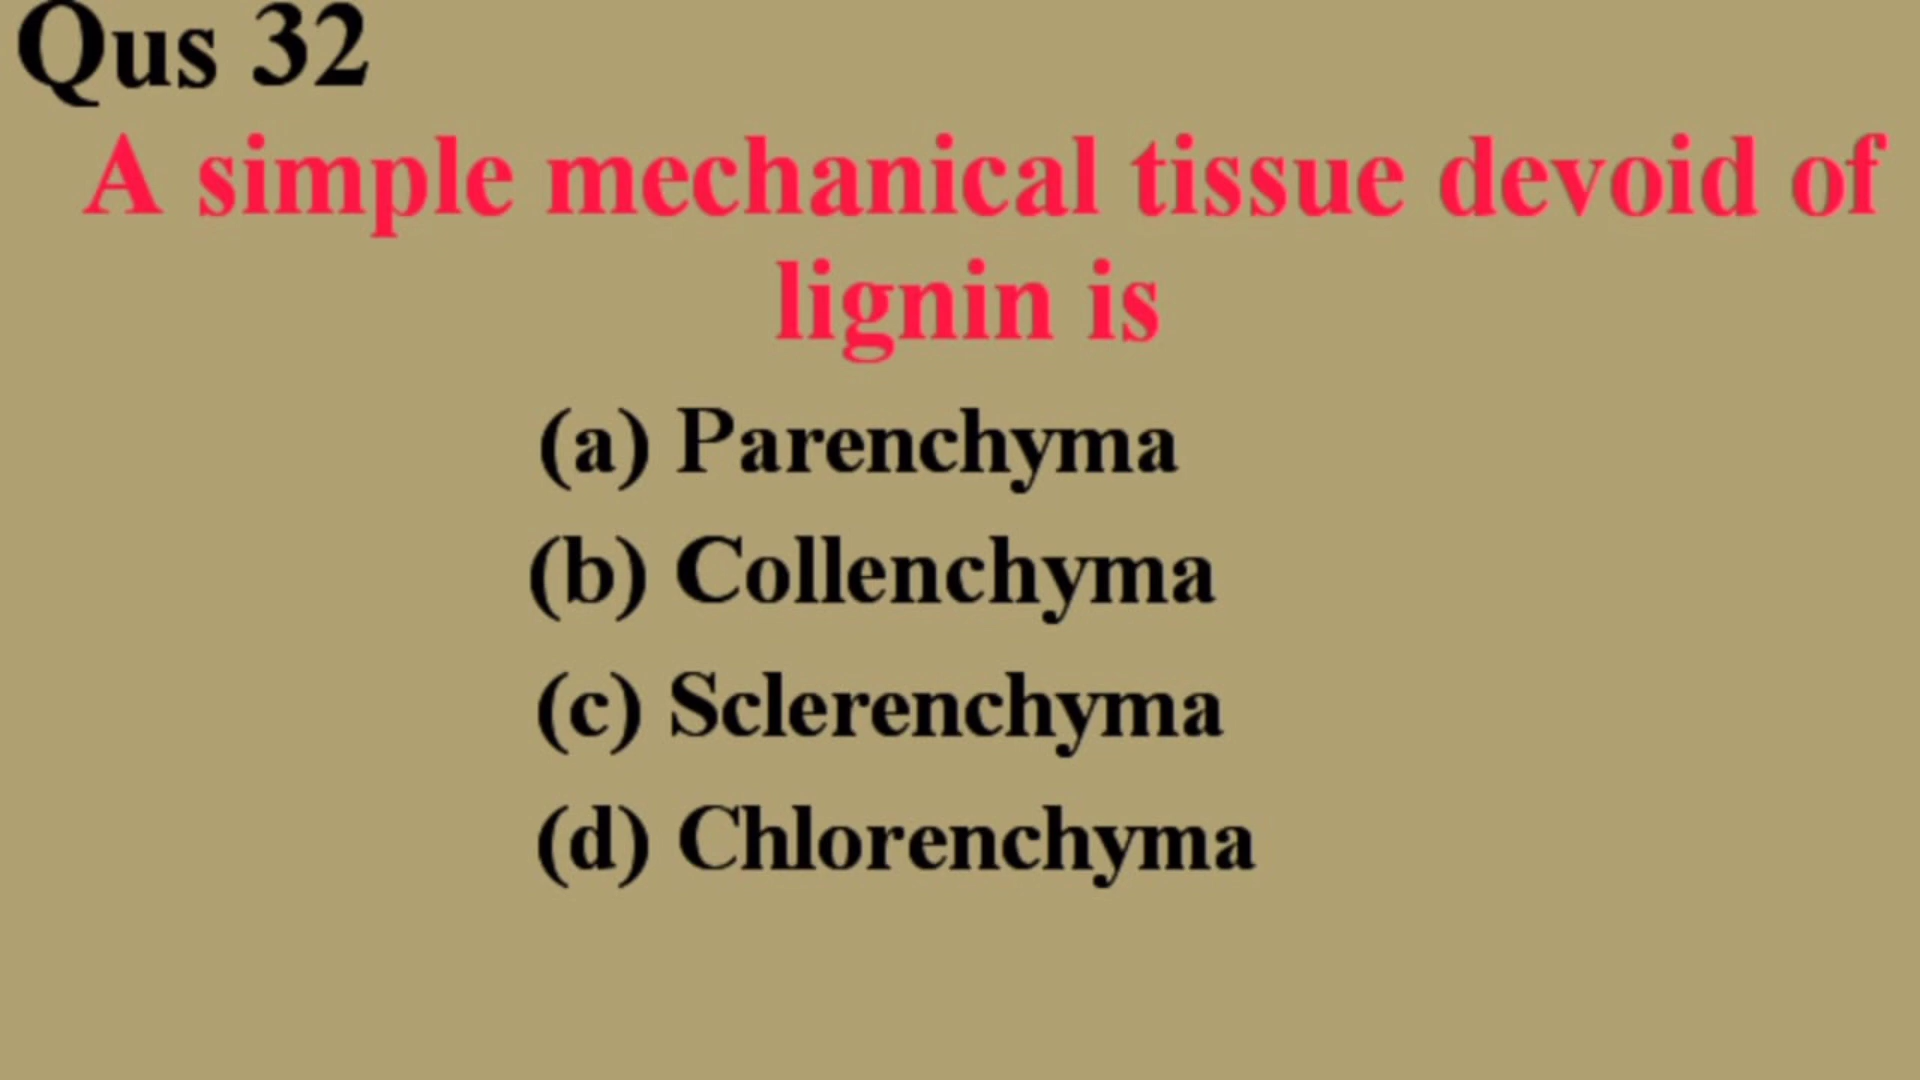 Qus 32
A simple mechanical tissue devoid of
lignin is
(a) Parenchyma
(b) Collenchyma
(c) Sclerenchyma
(d) Chlorenchyma